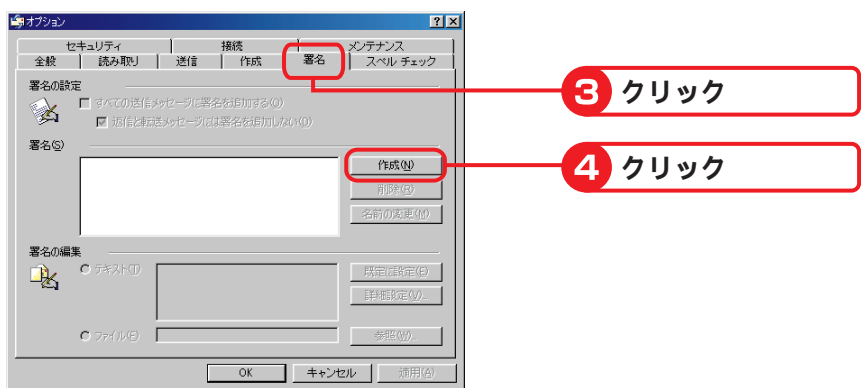 オプション
セキュリティ 接続 メンテナンス
全般 読み取り 送信 作成 署名 スペル チェック
3 クリック
署名の設定
すべての送信メッセージに署名を追加する(O)
返信と転送メッセージには署名を追加しない(O)
署名(S)
作成(N)
4 クリック
削除(R)
名前の変更(M)
署名の編集
テキスト(T)
既定に設定(E)
詳細設定(V)...
ファイル(E)
参照(W)...
OK キャンセル 適用(A)